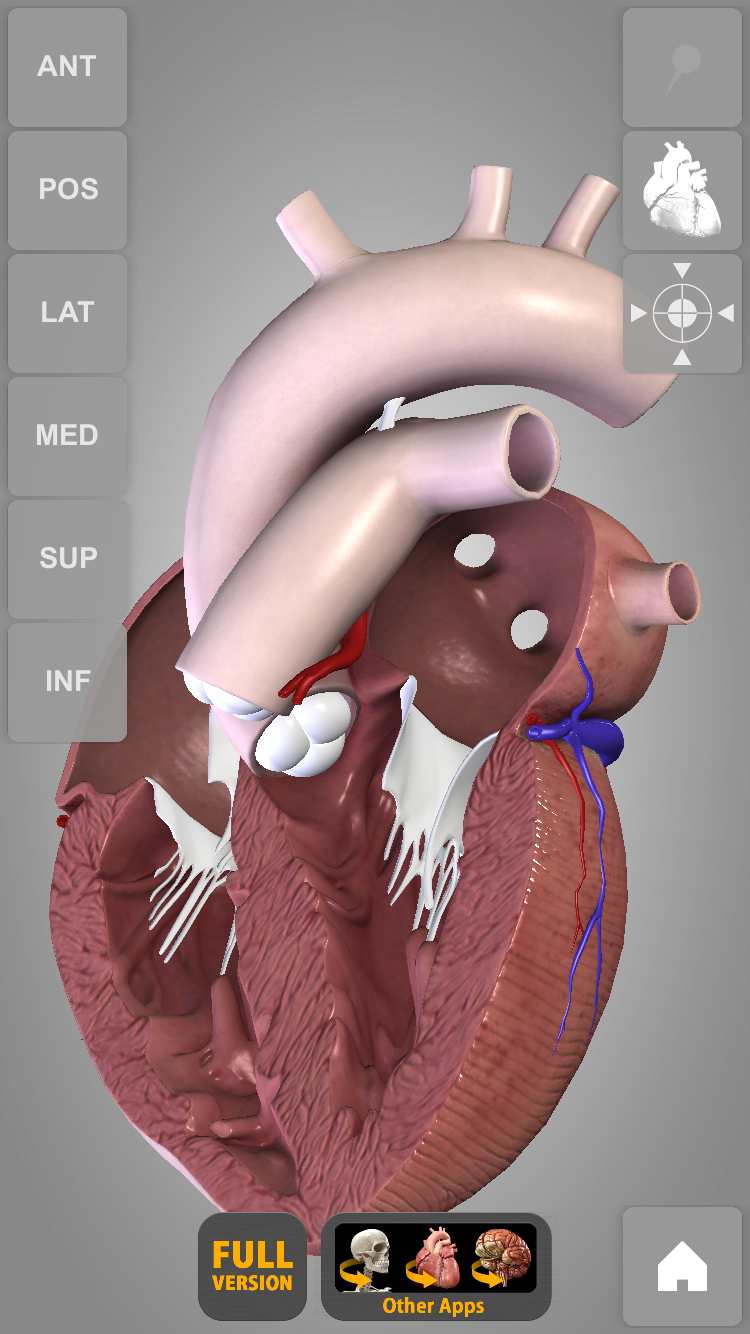 ANT
POS
LAT
MED
SUP
INF
FULL
VERSION
Other Apps